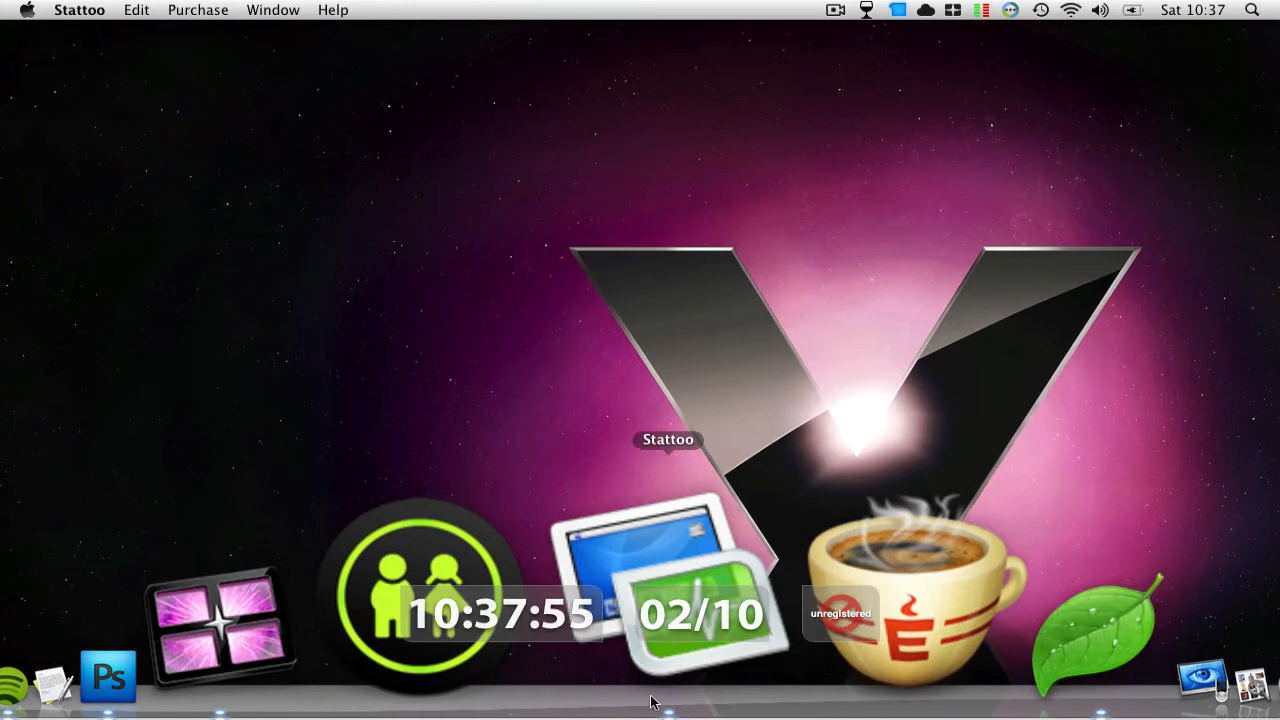 Stattoo Edit Purchase Window Help Sat 10:37
Stattoo
10:37:55 02/10 unregistered
Ps